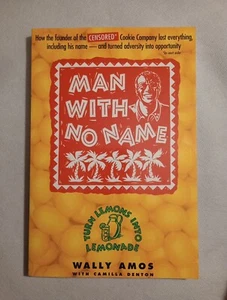 How the founder of the CENSORED* Cookie Company lost everything,
including his name — and turned adversity into opportunity
MAN
WITH
NO NAME
TURN LEMONS INTO
LEMONADE
WALLY AMOS
WITH CAMILLA DENTON